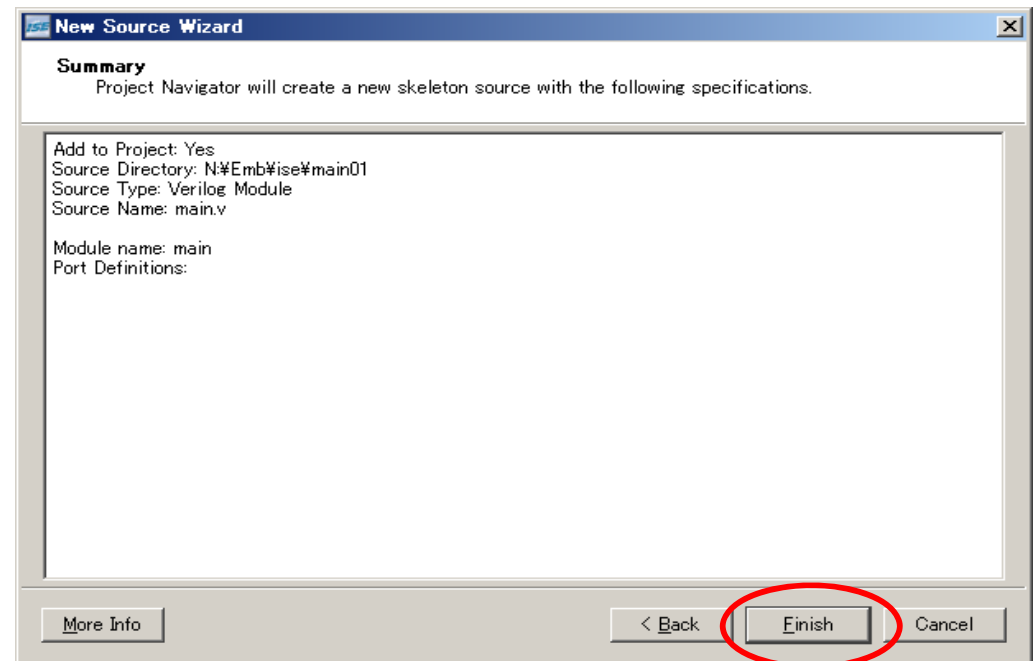 ISE New Source Wizard
Summary
Project Navigator will create a new skeleton source with the following specifications.
Add to Project: Yes
Source Directory: N:¥Emb¥ise¥main01
Source Type: Verilog Module
Source Name: main.v
Module name: main
Port Definitions:
More Info
< Back
Finish
Cancel